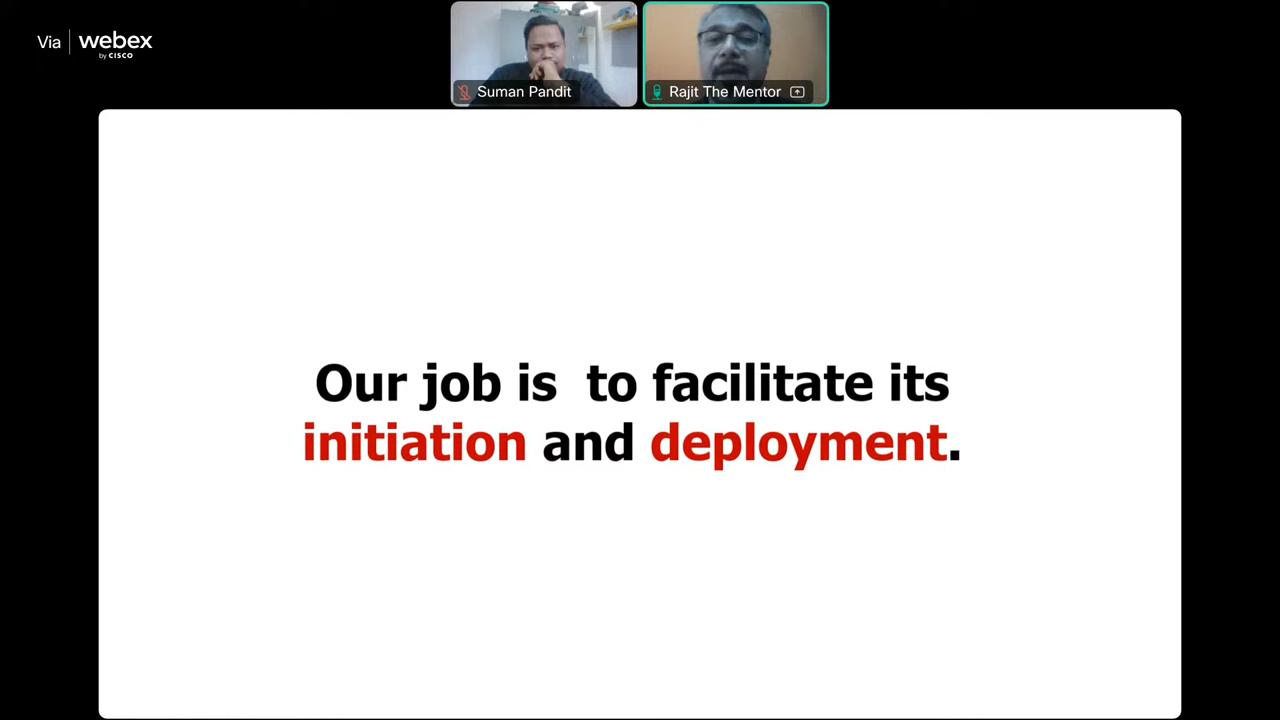 Via webex
by CISCO
Suman Pandit
Rajit The Mentor
Our job is  to facilitate its
initiation and deployment.